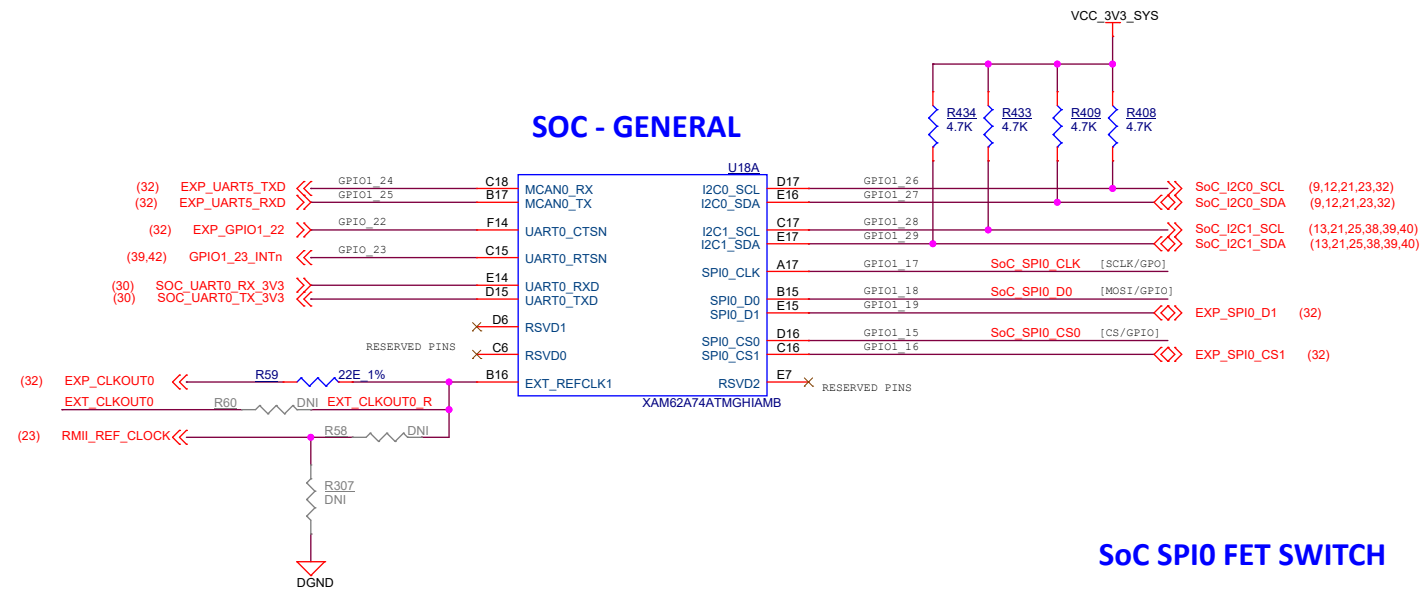 VCC_3V3_SYS
R434 R433 R409 R408
4.7K 4.7K 4.7K 4.7K
SOC - GENERAL
U18A
(32) EXP_UART5_TXD GPIO1_24 C18 MCAN0_RX I2C0_SCL D17 GPIO1_26 SoC_I2C0_SCL (9,12,21,23,32)
(32) EXP_UART5_RXD GPIO1_25 B17 MCAN0_TX I2C0_SDA E16 GPIO1_27 SoC_I2C0_SDA (9,12,21,23,32)
(32) EXP_GPIO1_22 GPIO_22 F14 UART0_CTSN I2C1_SCL C17 GPIO1_28 SoC_I2C1_SCL (13,21,25,38,39,40)
I2C1_SDA E17 GPIO1_29 SoC_I2C1_SDA (13,21,25,38,39,40)
(39,42) GPIO1_23_INTn GPIO_23 C15 UART0_RTSN SPI0_CLK A17 GPIO1_17 SoC_SPI0_CLK [SCLK/GPO]
(30) SOC_UART0_RX_3V3 E14 UART0_RXD SPI0_D0 B15 GPIO1_18 SoC_SPI0_D0 [MOSI/GPIO]
(30) SOC_UART0_TX_3V3 D15 UART0_TXD SPI0_D1 E15 GPIO1_19 EXP_SPI0_D1 (32)
D6 RSVD1 SPI0_CS0 D16 GPIO1_15 SoC_SPI0_CS0 [CS/GPIO]
RESERVED PINS C6 RSVD0 SPI0_CS1 C16 GPIO1_16 EXP_SPI0_CS1 (32)
(32) EXP_CLKOUT0 R59 22E_1% B16 EXT_REFCLK1 RSVD2 E7 RESERVED PINS
EXT_CLKOUT0 R60 DNI EXT_CLKOUT0_R XAM62A74ATMGHIAMB
(23) RMII_REF_CLOCK R58 DNI
R307
DNI
DGND
SoC SPI0 FET SWITCH